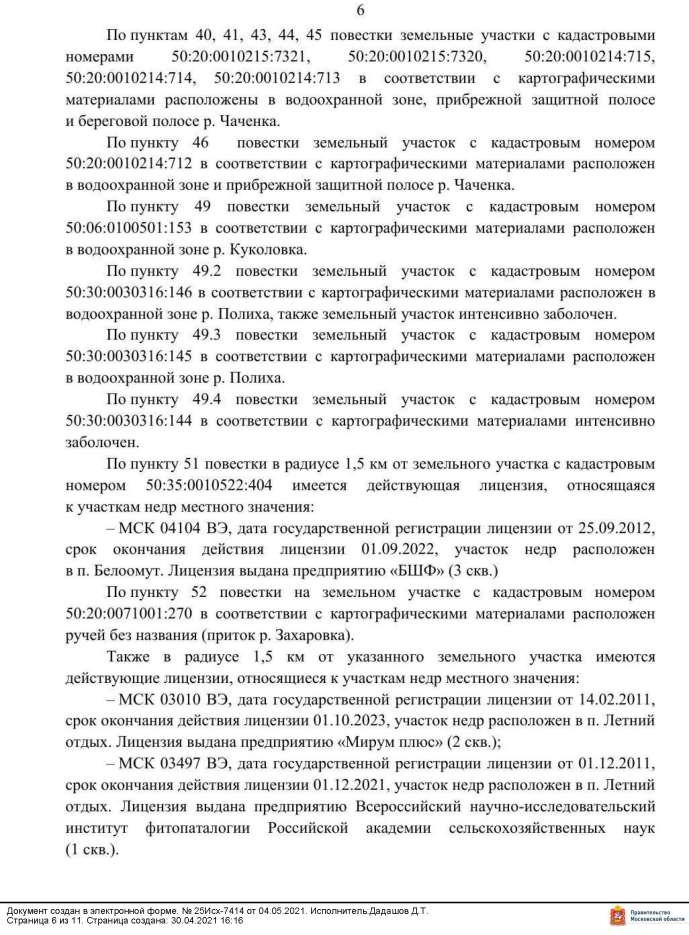 6
По пунктам 40, 41, 43, 44, 45 повестки земельные участки с кадастровыми
номерами 50:20:0010215:7321, 50:20:0010215:7320, 50:20:0010214:715,
50:20:0010214:714, 50:20:0010214:713 в соответствии с картографическими
материалами расположены в водоохранной зоне, прибрежной защитной полосе
и береговой полосе р. Чаченка.
По пункту 46 повестки земельный участок с кадастровым номером
50:20:0010214:712 в соответствии с картографическими материалами расположен
в водоохранной зоне и прибрежной защитной полосе р. Чаченка.
По пункту 49 повестки земельный участок с кадастровым номером
50:06:0100501:153 в соответствии с картографическими материалами расположен
в водоохранной зоне р. Куколовка.
По пункту 49.2 повестки земельный участок с кадастровым номером
50:30:0030316:146 в соответствии с картографическими материалами расположен в
водоохранной зоне р. Полиха, также земельный участок интенсивно заболочен.
По пункту 49.3 повестки земельный участок с кадастровым номером
50:30:0030316:145 в соответствии с картографическими материалами расположен
в водоохранной зоне р. Полиха.
По пункту 49.4 повестки земельный участок с кадастровым номером
50:30:0030316:144 в соответствии с картографическими материалами интенсивно
заболочен.
По пункту 51 повестки в радиусе 1,5 км от земельного участка с кадастровым
номером 50:35:0010522:404 имеется действующая лицензия, относящаяся
к участкам недр местного значения:
– МСК 04104 ВЭ, дата государственной регистрации лицензии от 25.09.2012,
срок окончания действия лицензии 01.09.2022, участок недр расположен
в п. Белоомут. Лицензия выдана предприятию «БШФ» (3 скв.)
По пункту 52 повестки на земельном участке с кадастровым номером
50:20:0071001:270 в соответствии с картографическими материалами расположен
ручей без названия (приток р. Захаровка).
Также в радиусе 1,5 км от указанного земельного участка имеются
действующие лицензии, относящиеся к участкам недр местного значения:
– МСК 03010 ВЭ, дата государственной регистрации лицензии от 14.02.2011,
срок окончания действия лицензии 01.10.2023, участок недр расположен в п. Летний
отдых. Лицензия выдана предприятию «Мирум плюс» (2 скв.);
– МСК 03497 ВЭ, дата государственной регистрации лицензии от 01.12.2011,
срок окончания действия лицензии 01.12.2021, участок недр расположен в п. Летний
отдых. Лицензия выдана предприятию Всероссийский научно-исследовательский
институт фитопаталогии Российской академии сельскохозяйственных наук
(1 скв.).
Документ создан в электронной форме. № 25Исх-7414 от 04.05.2021. Исполнитель:Дадашов Д.Т.
Страница 6 из 11. Страница создана: 30.04.2021 16:16
Правительство
Московской области